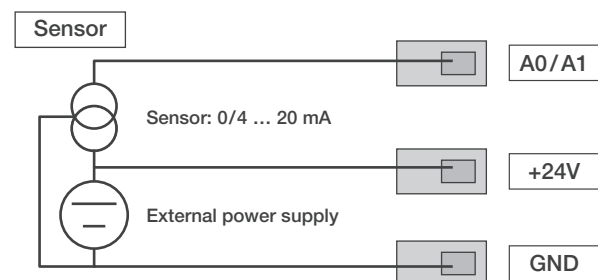 Sensor
A0/A1
Sensor: 0/4 … 20 mA
+24V
External power supply
GND